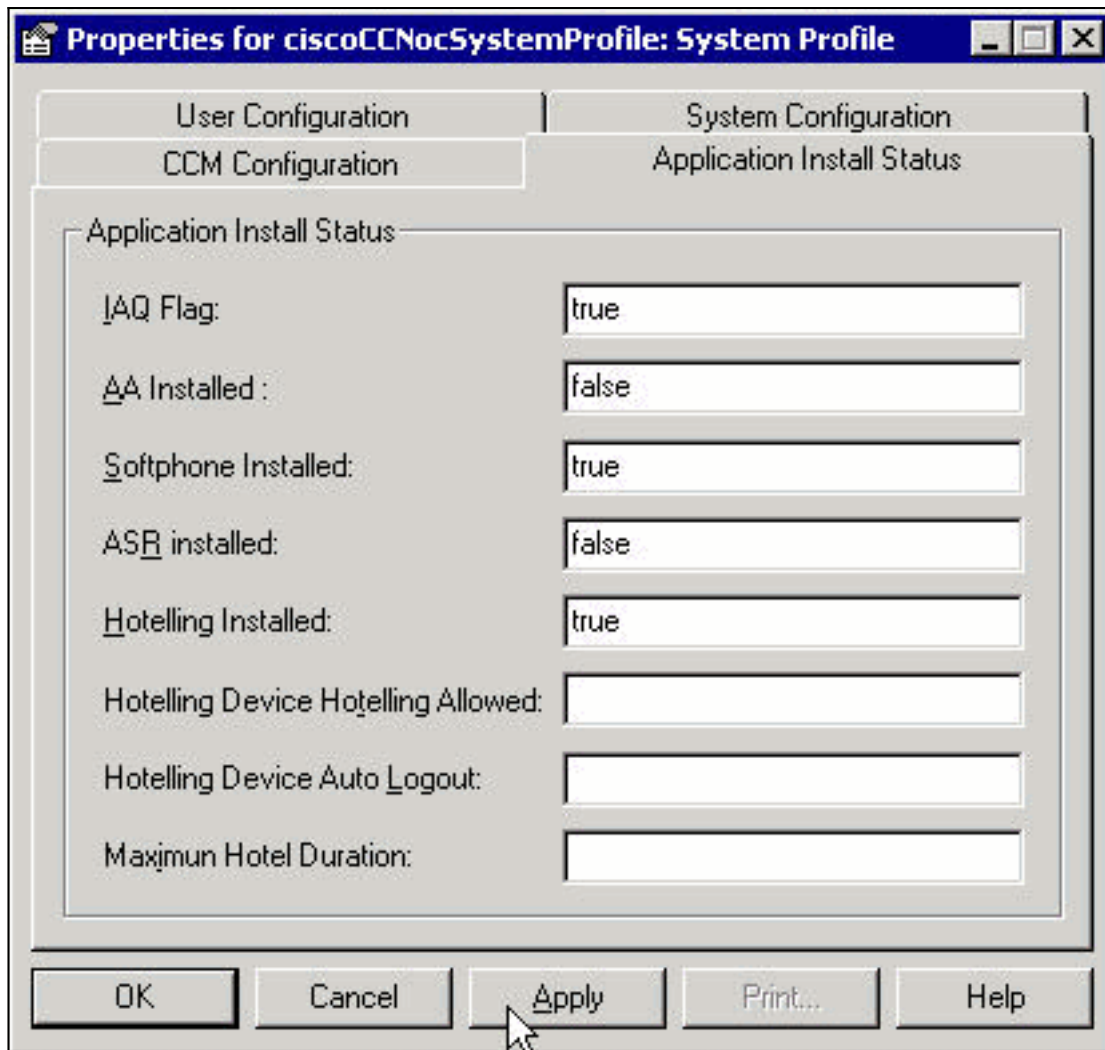 Properties for ciscoCCNocSystemProfile: System Profile
User Configuration System Configuration
CCM Configuration Application Install Status
Application Install Status
IAQ Flag: true
AA Installed : false
Softphone Installed: true
ASR installed: false
Hotelling Installed: true
Hotelling Device Hotelling Allowed:
Hotelling Device Auto Logout:
Maximun Hotel Duration:
OK Cancel Apply Print... Help